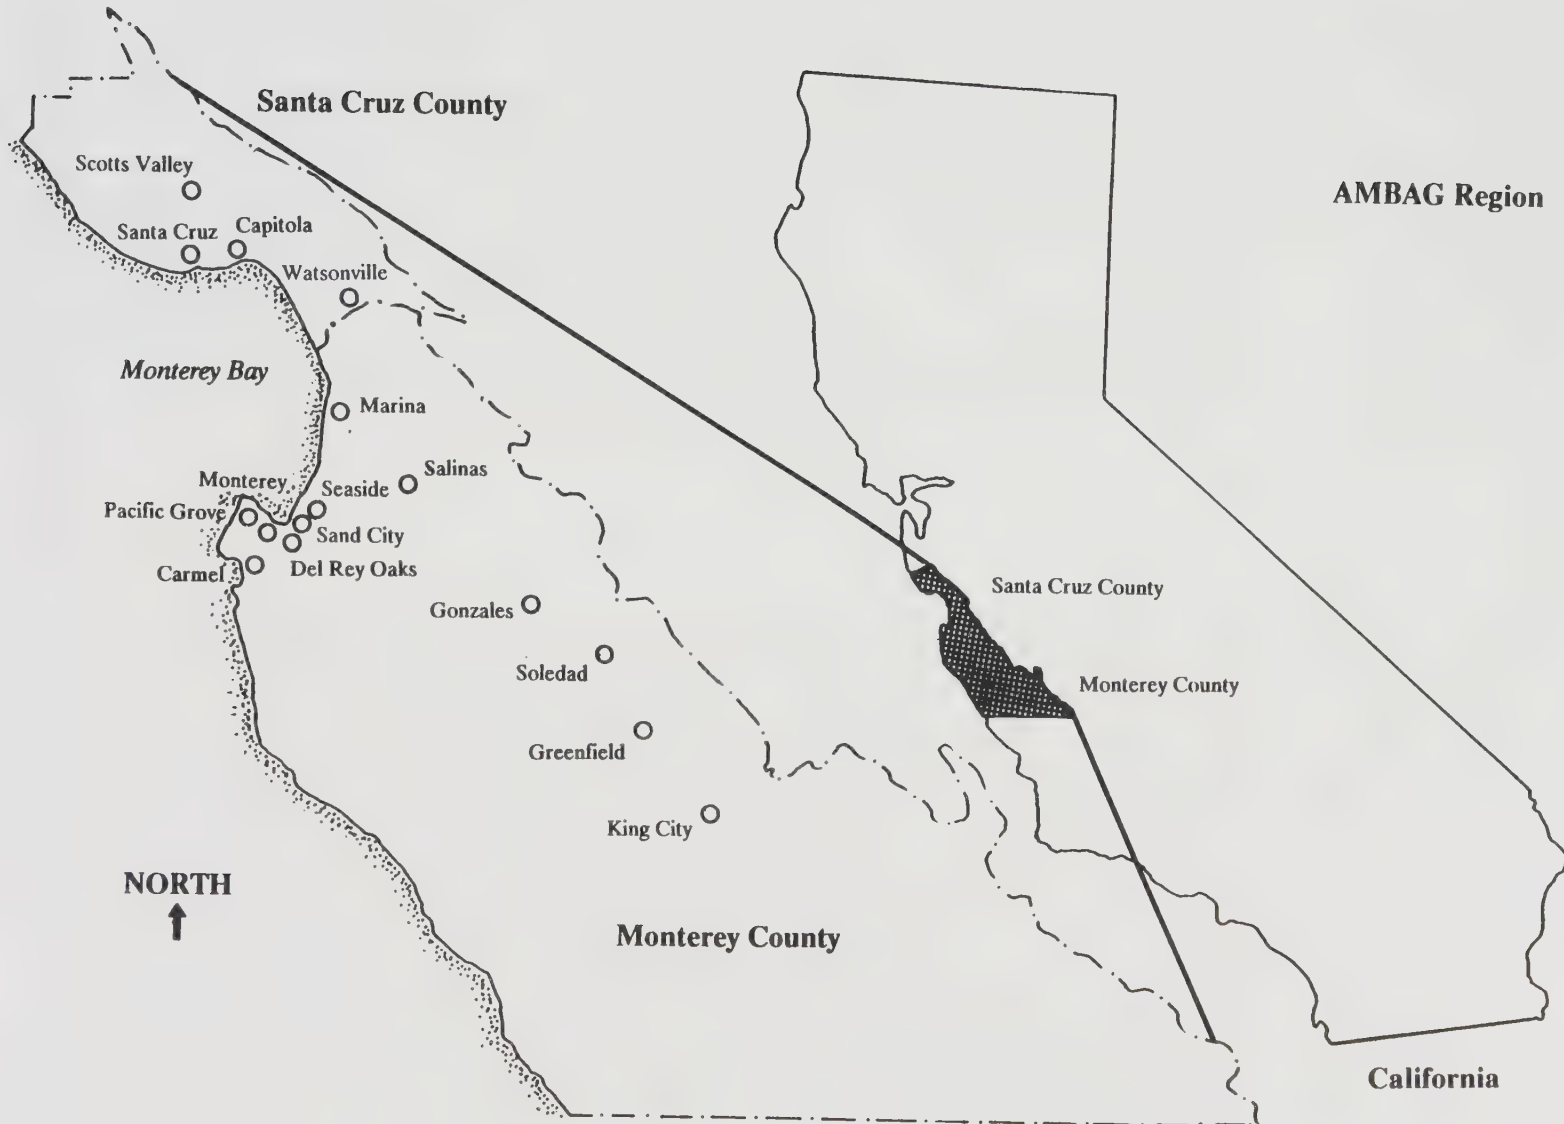 Santa Cruz County
AMBAG Region
Scotts Valley
Santa Cruz
Capitola
Watsonville
Monterey Bay
Marina
Salinas
Monterey
Seaside
Pacific Grove
Sand City
Carmel
Del Rey Oaks
Gonzales
Soledad
Greenfield
King City
Santa Cruz County
Monterey County
NORTH
Monterey County
California